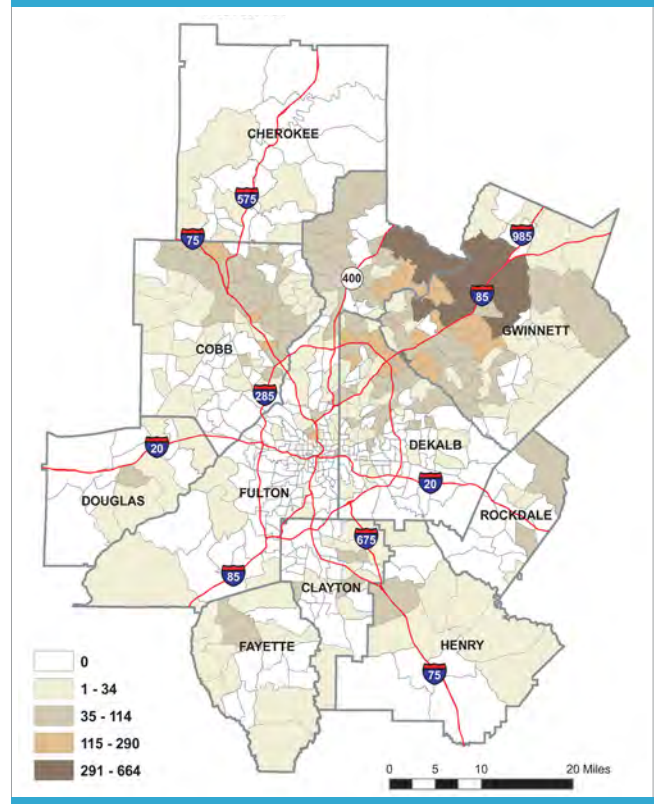 CHEROKEE
575
75
985
400
85
GWINNETT
COBB
285
DEKALB
20
20
DOUGLAS
FULTON
ROCKDALE
675
85
CLAYTON
FAYETTE
HENRY
75
0
1 - 34
35 - 114
115 - 290
291 - 664
0 5 10 20 Miles